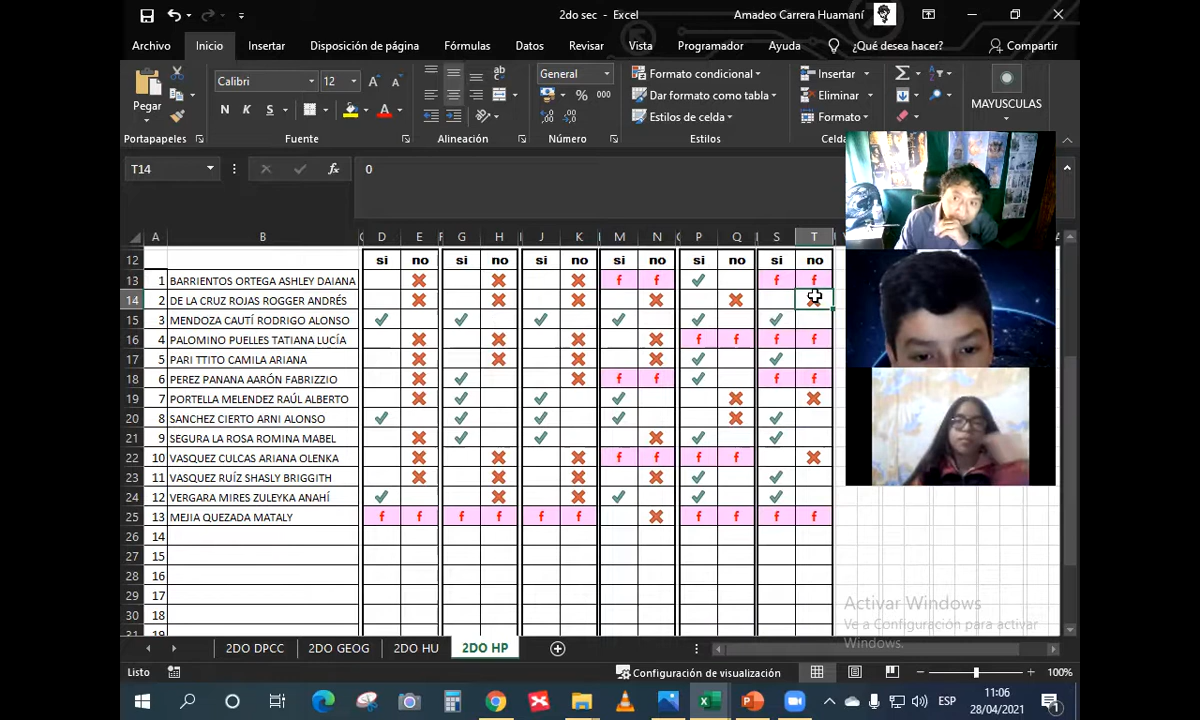 2do sec - Excel Amadeo Carrera Huamaní
Archivo Inicio Insertar Disposición de página Fórmulas Datos Revisar Vista Programador Ayuda ¿Qué desea hacer? Compartir
Pegar Calibri 12 General Formato condicional Insertar
N K S % 000 Dar formato como tabla Eliminar MAYUSCULAS
Estilos de celda Formato
Portapapeles Fuente Alineación Número Estilos Celda
T14 fx 0
A B C D E F G H I J K L M N O P Q R S T
12 si no si no si no si no si no si no
13 1 BARRIENTOS ORTEGA ASHLEY DAIANA f f f f
14 2 DE LA CRUZ ROJAS ROGGER ANDRÉS
15 3 MENDOZA CAUTÍ RODRIGO ALONSO
16 4 PALOMINO PUELLES TATIANA LUCÍA f f f f
17 5 PARI TTITO CAMILA ARIANA
18 6 PEREZ PANANA AARÓN FABRIZZIO f f f f
19 7 PORTELLA MELENDEZ RAÚL ALBERTO
20 8 SANCHEZ CIERTO ARNI ALONSO
21 9 SEGURA LA ROSA ROMINA MABEL
22 10 VASQUEZ CULCAS ARIANA OLENKA f f f f
23 11 VASQUEZ RUÍZ SHASLY BRIGGITH
24 12 VERGARA MIRES ZULEYKA ANAHÍ
25 13 MEJIA QUEZADA MATALY f f f f f f f f f f
26 14
27 15
28 16
29 17
30 18
31 19
Activar Windows
Ve a Configuración para activar
Windows.
2DO DPCC 2DO GEOG 2DO HU 2DO HP
Listo Configuración de visualización 100%
ESP 11:06
28/04/2021 1